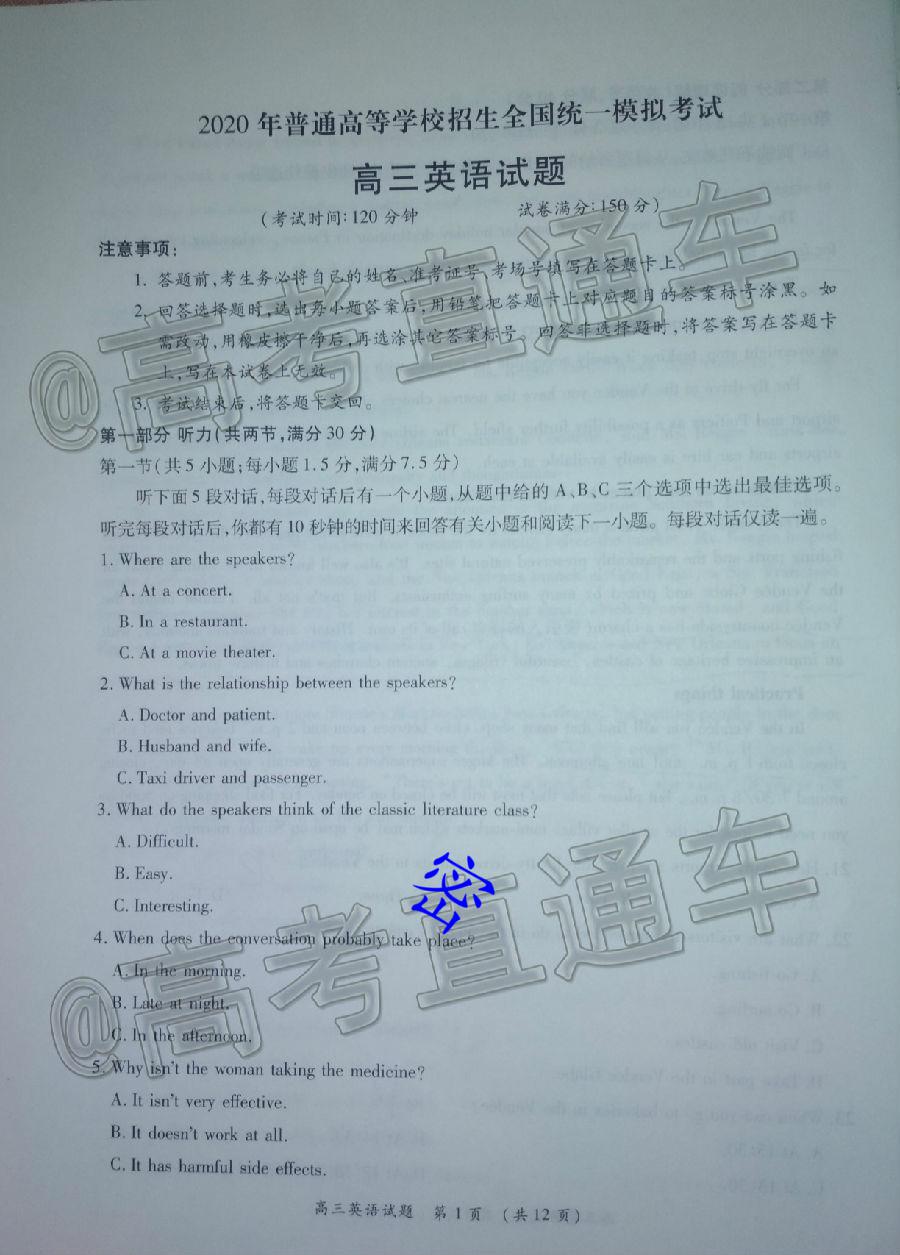 2020年普通高等学校招生全国统一模拟考试
高三英语试题
(考试时间:120分钟 试卷满分:150分)
注意事项:
1. 答题前,考生务必将自己的姓名、准考证号、考场号填写在答题卡上。
2. 回答选择题时,选出每小题答案后,用铅笔把答题卡上对应题目的答案标号涂黑。如
需改动,用橡皮擦干净后,再选涂其它答案标号。回答非选择题时,将答案写在答题卡
上,写在本试卷上无效。
3. 考试结束后,将答题卡交回。
@高考直通车
第一部分 听力(共两节,满分30分)
第一节(共5小题;每小题1.5分,满分7.5分)
听下面5段对话,每段对话后有一个小题,从题中给的A、B、C三个选项中选出最佳选项。
听完每段对话后,你都有10秒钟的时间来回答有关小题和阅读下一小题。每段对话仅读一遍。
1. Where are the speakers?
A. At a concert.
B. In a restaurant.
C. At a movie theater.
2. What is the relationship between the speakers?
A. Doctor and patient.
B. Husband and wife.
C. Taxi driver and passenger.
3. What do the speakers think of the classic literature class?
A. Difficult.
B. Easy.
C. Interesting.
密
4. When does the conversation probably take place?
A. In the morning.
B. Late at night.
C. In the afternoon.
@高考直通车
5. Why isn't the woman taking the medicine?
A. It isn't very effective.
B. It doesn't work at all.
C. It has harmful side effects.
高三英语试题 第1页 (共12页)